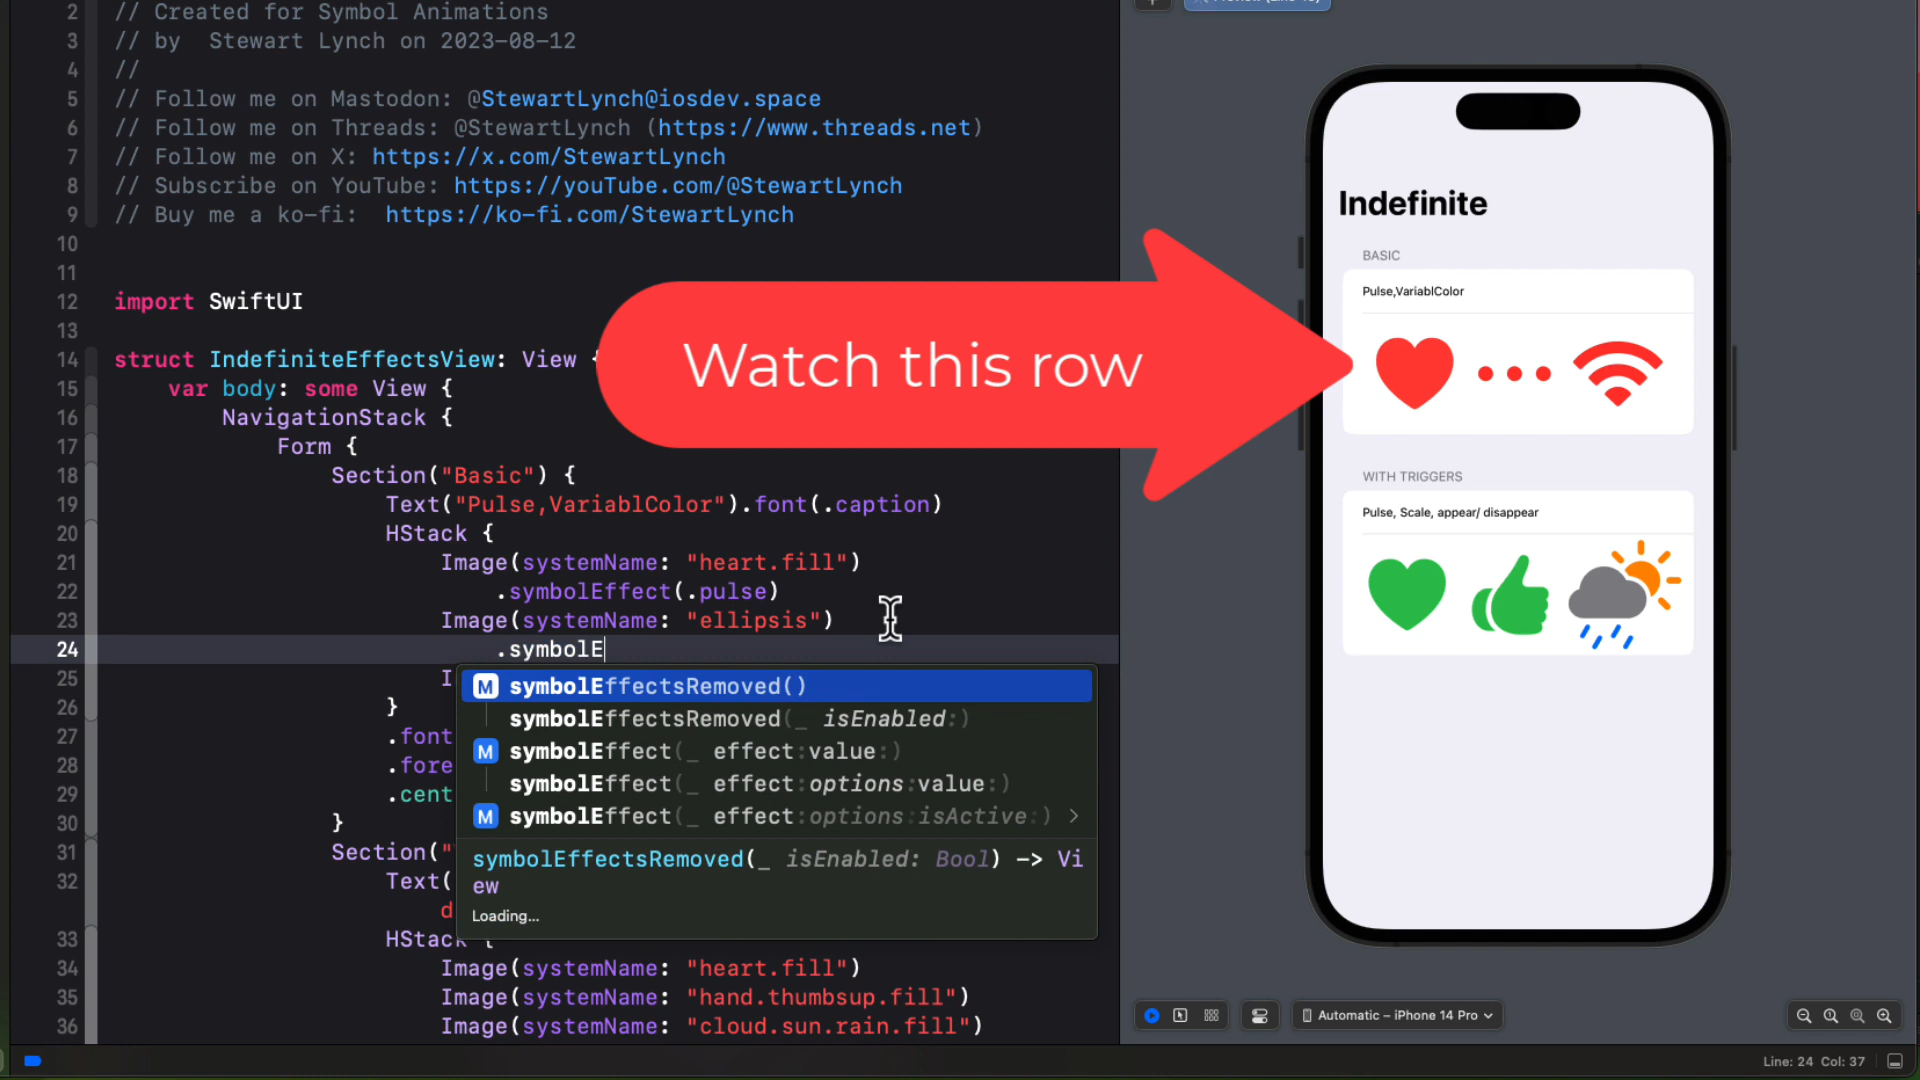 2 // Created for Symbol Animations
3 // by  Stewart Lynch on 2023-08-12
4 //
5 // Follow me on Mastodon: @StewartLynch@iosdev.space
6 // Follow me on Threads: @StewartLynch (https://www.threads.net)
7 // Follow me on X: https://x.com/StewartLynch
8 // Subscribe on YouTube: https://youTube.com/@StewartLynch
9 // Buy me a ko-fi:  https://ko-fi.com/StewartLynch
10
11
12 import SwiftUI
13
14 struct IndefiniteEffectsView: View {
15 var body: some View {
16 NavigationStack {
17 Form {
18 Section("Basic") {
19 Text("Pulse,VariablColor").font(.caption)
20 HStack {
21 Image(systemName: "heart.fill")
22 .symbolEffect(.pulse)
23 Image(systemName: "ellipsis")
24 .symbolE
25 I
26 }
27 .font
28 .fore
29 .cent
30 }
31 Section("
32 Text(
d
33 HStack {
34 Image(systemName: "heart.fill")
35 Image(systemName: "hand.thumbsup.fill")
36 Image(systemName: "cloud.sun.rain.fill")
M symbolEffectsRemoved()
symbolEffectsRemoved(_ isEnabled:)
M symbolEffect(_ effect:value:)
symbolEffect(_ effect:options:value:)
M symbolEffect(_ effect:options:isActive:)
symbolEffectsRemoved(_ isEnabled: Bool) -> Vi
ew
Loading...
Watch this row
Indefinite
BASIC
Pulse,VariablColor
WITH TRIGGERS
Pulse, Scale, appear/ disappear
Automatic – iPhone 14 Pro
Line: 24 Col: 37